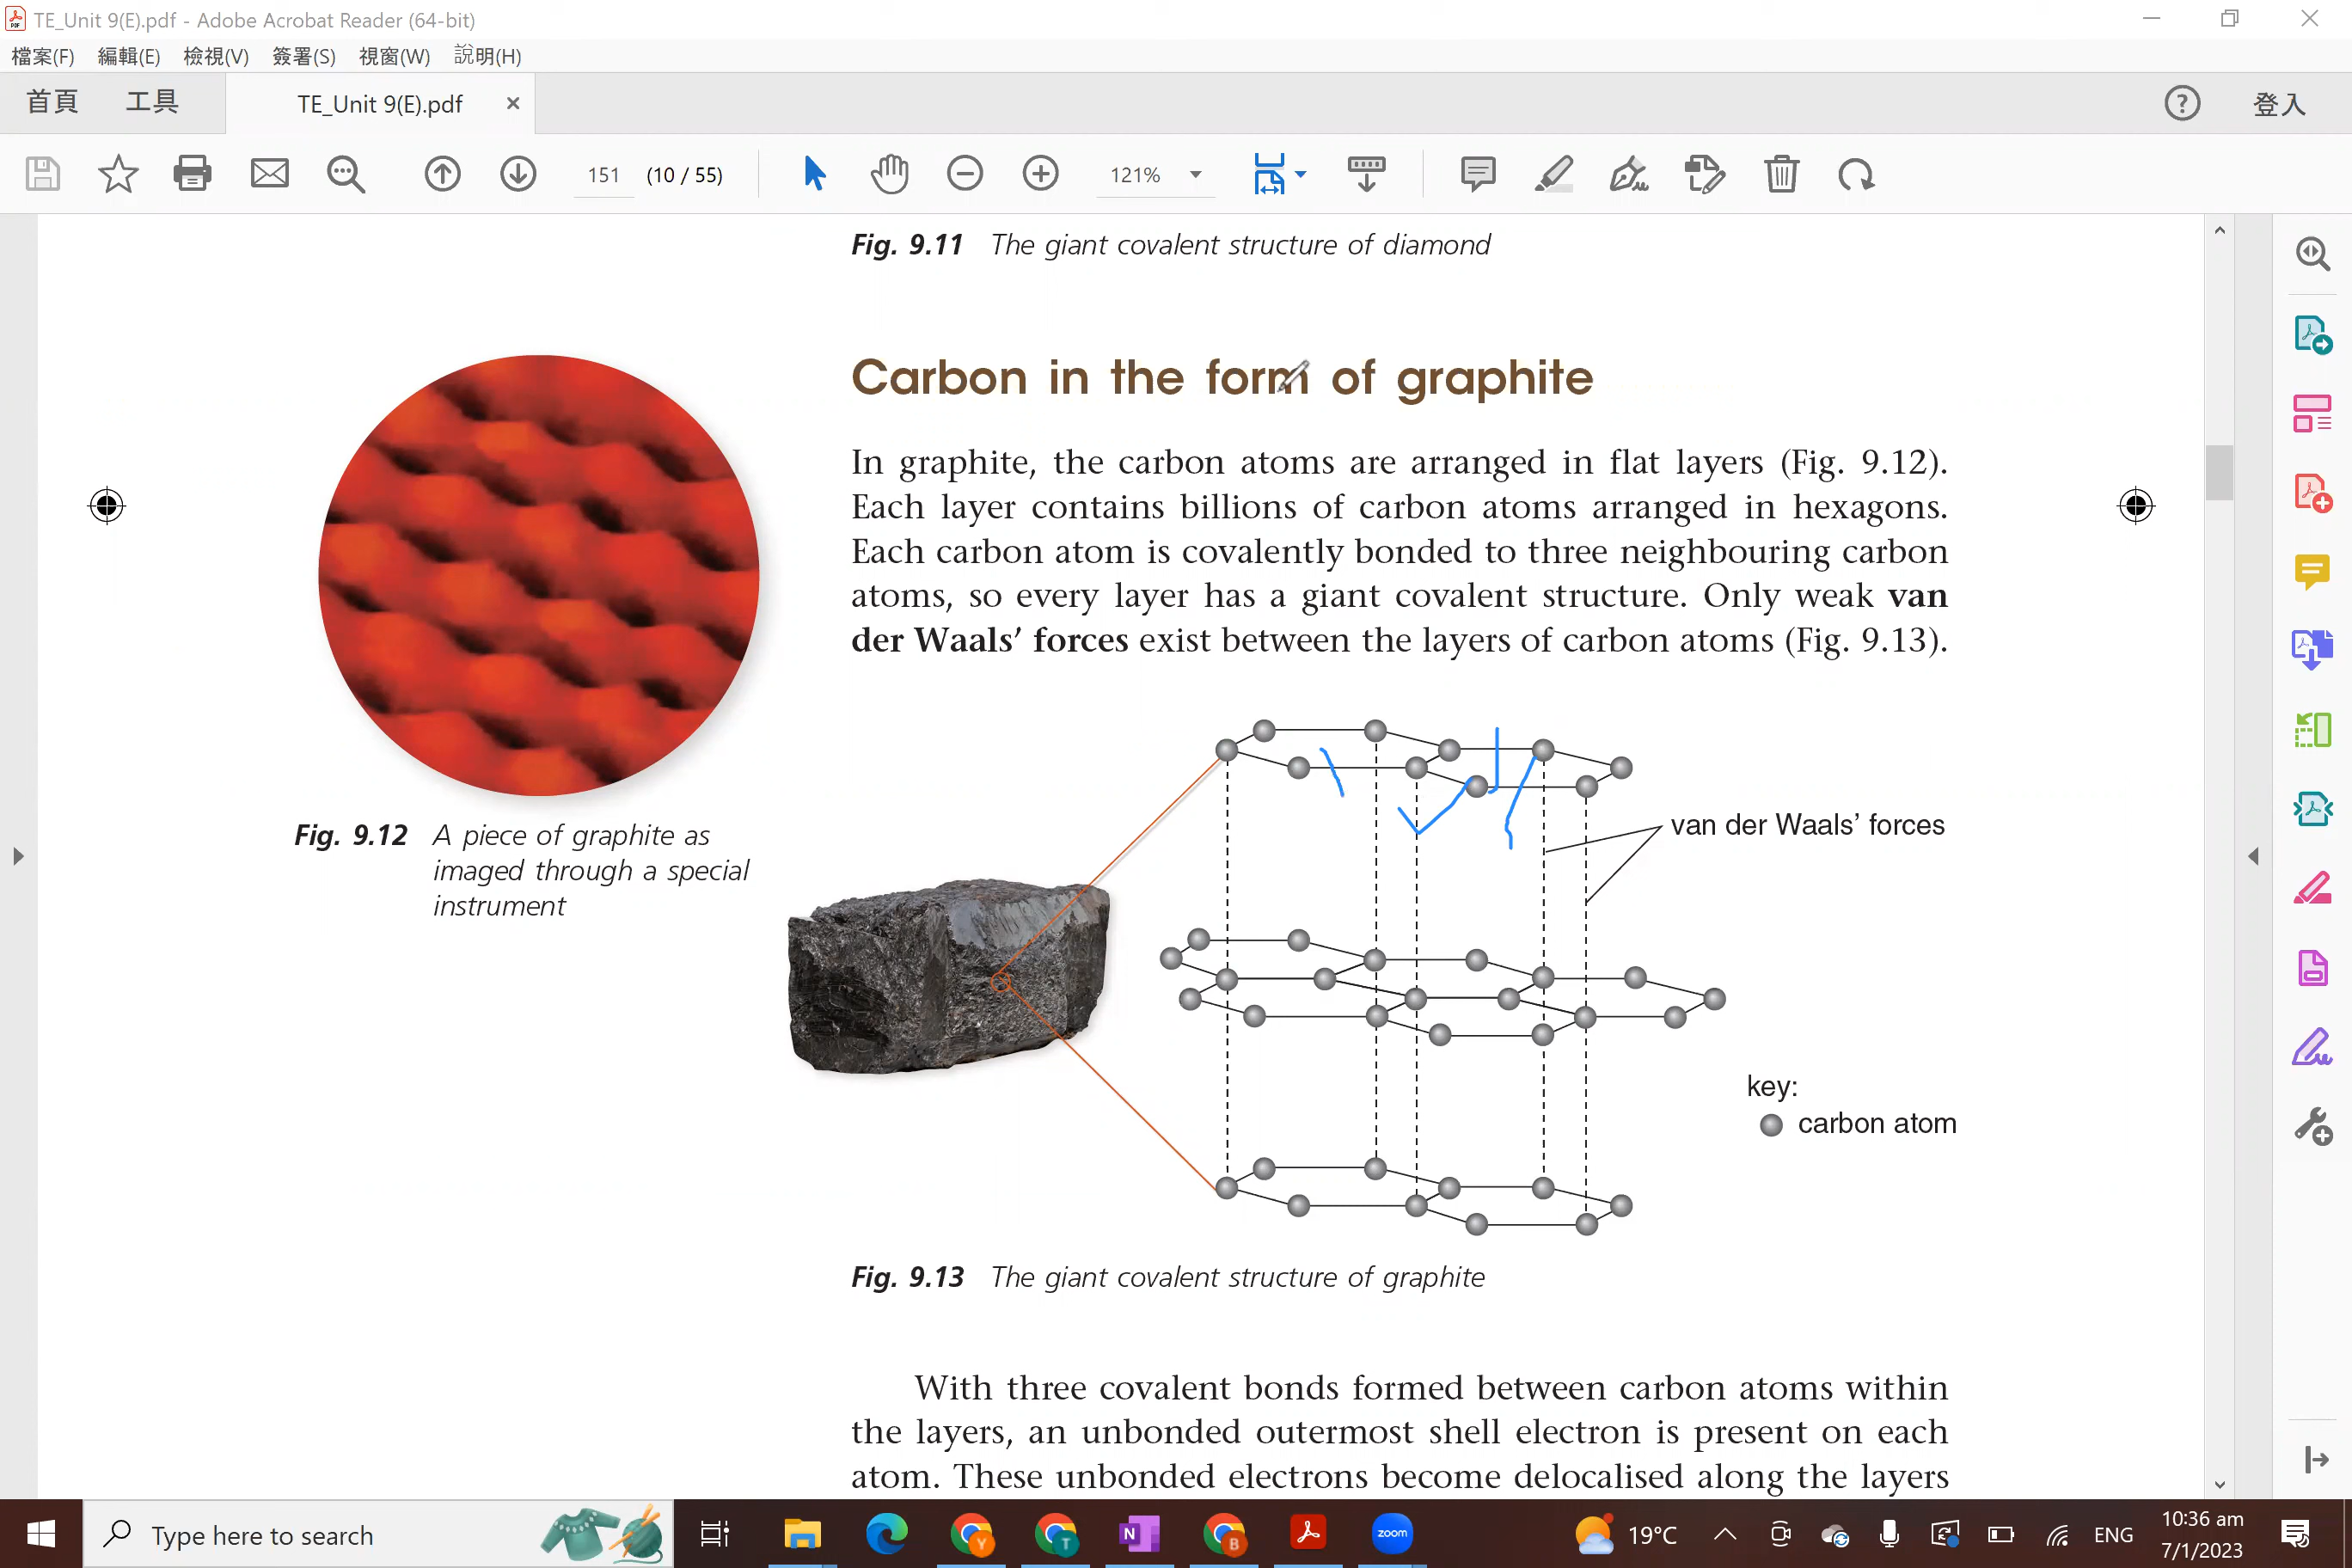 TE_Unit 9(E).pdf - Adobe Acrobat Reader (64-bit)
檔案(F) 編輯(E) 檢視(V) 簽署(S) 視窗(W) 說明(H)
首頁 工具 TE_Unit 9(E).pdf × ? 登入
151 (10 / 55) 121%
Fig. 9.11 The giant covalent structure of diamond
Carbon in the form of graphite
In graphite, the carbon atoms are arranged in flat layers (Fig. 9.12).
Each layer contains billions of carbon atoms arranged in hexagons.
Each carbon atom is covalently bonded to three neighbouring carbon
atoms, so every layer has a giant covalent structure. Only weak van
der Waals’ forces exist between the layers of carbon atoms (Fig. 9.13).
Fig. 9.12 A piece of graphite as
imaged through a special
instrument
van der Waals’ forces
key:
carbon atom
Fig. 9.13 The giant covalent structure of graphite
With three covalent bonds formed between carbon atoms within
the layers, an unbonded outermost shell electron is present on each
atom. These unbonded electrons become delocalised along the layers
Type here to search
Y T N B zoom
19°C
ENG
10:36 am
7/1/2023